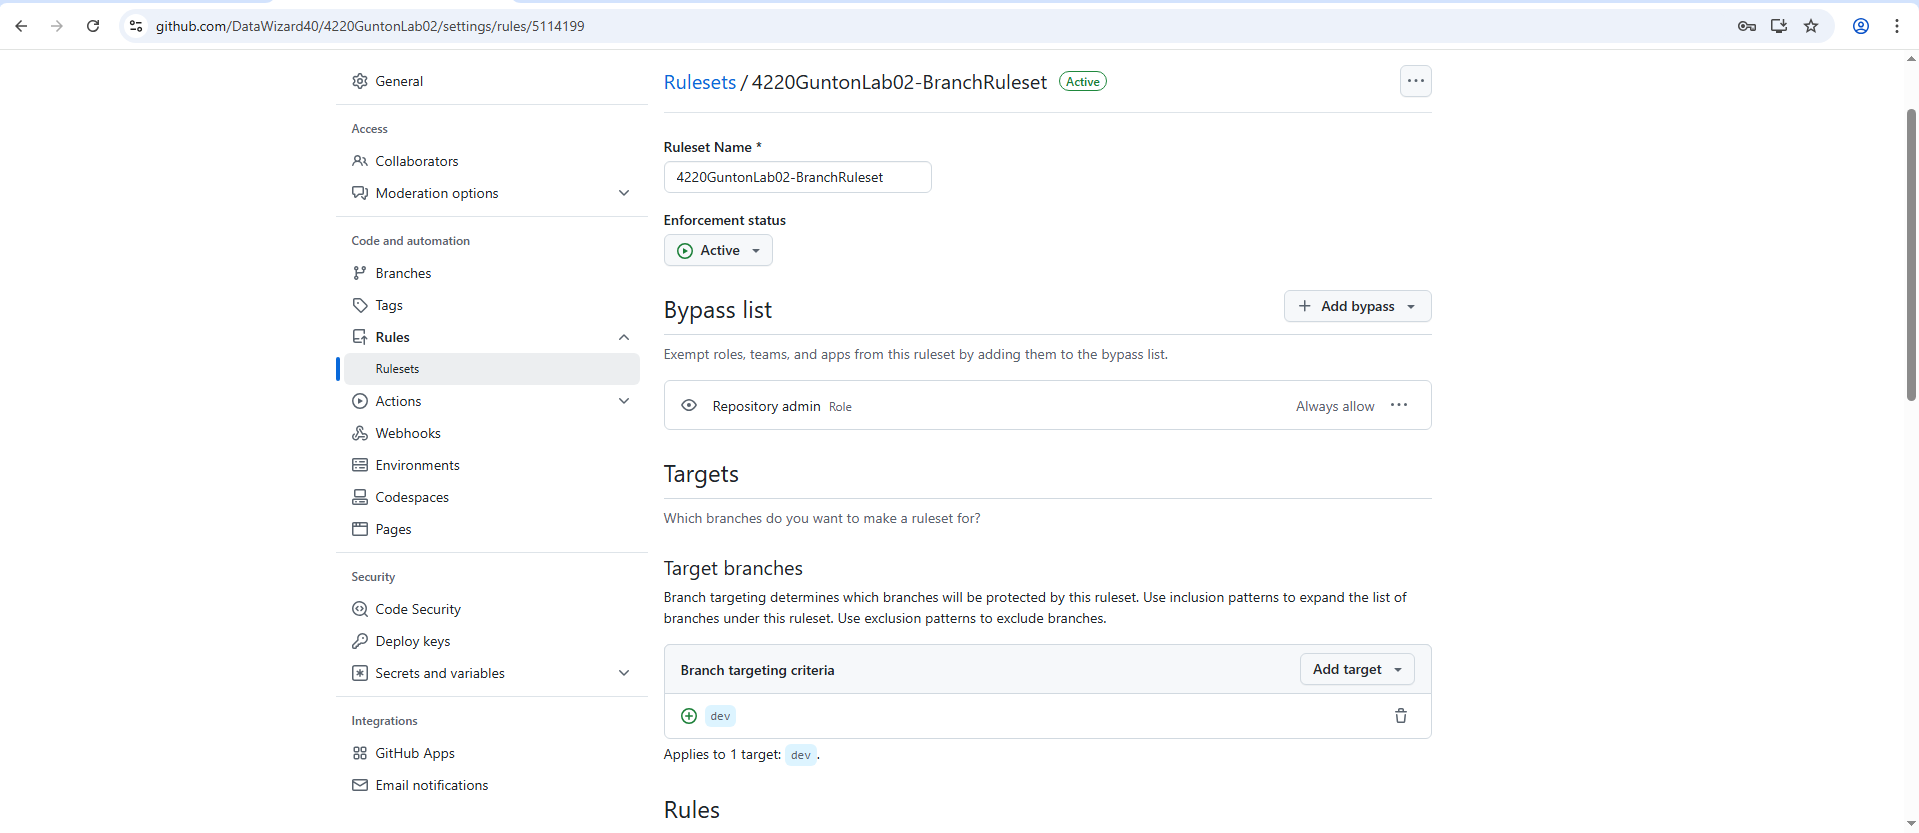 github.com/DataWizard40/4220GuntonLab02/settings/rules/5114199
General
Access
Collaborators
Moderation options
Code and automation
Branches
Tags
Rules
Rulesets
Actions
Webhooks
Environments
Codespaces
Pages
Security
Code Security
Deploy keys
Secrets and variables
Integrations
GitHub Apps
Email notifications
Rulesets / 4220GuntonLab02-BranchRuleset Active
Ruleset Name *
4220GuntonLab02-BranchRuleset
Enforcement status
Active
Bypass list
Add bypass
Exempt roles, teams, and apps from this ruleset by adding them to the bypass list.
Repository admin Role Always allow
Targets
Which branches do you want to make a ruleset for?
Target branches
Branch targeting determines which branches will be protected by this ruleset. Use inclusion patterns to expand the list of
branches under this ruleset. Use exclusion patterns to exclude branches.
Branch targeting criteria Add target
dev
Applies to 1 target: dev.
Rules